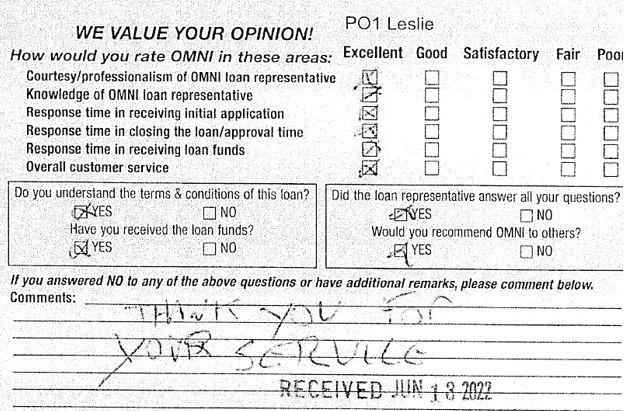 PO1 Leslie
WE VALUE YOUR OPINION!
How would you rate OMNI in these areas: Excellent Good Satisfactory Fair Poor
Courtesy/professionalism of OMNI loan representative
Knowledge of OMNI loan representative
Response time in receiving initial application
Response time in closing the loan/approval time
Response time in receiving loan funds
Overall customer service
Do you understand the terms & conditions of this loan?
YES NO
Have you received the loan funds?
YES NO
Did the loan representative answer all your questions?
YES NO
Would you recommend OMNI to others?
YES NO
If you answered NO to any of the above questions or have additional remarks, please comment below.
Comments: THINK YOU FOR
YOUR SERVICE
RECEIVED JUN 13 2022